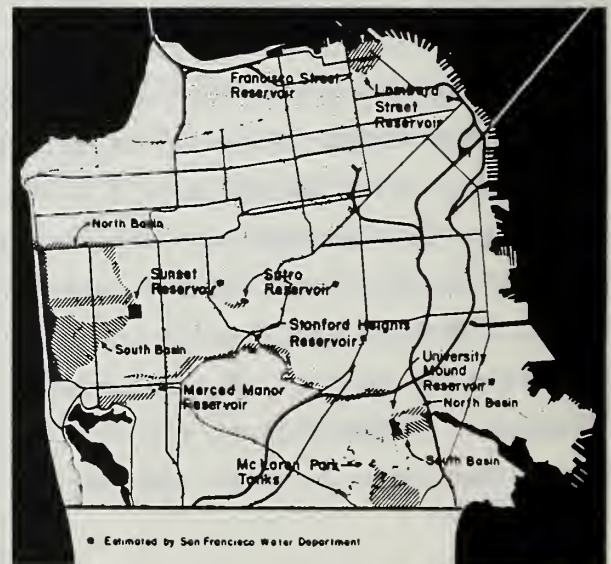 Francisco Street
Reservoir
Lombard
Street
Reservoir
North Basin
Sunset
Reservoir*
Sutro
Reservoir*
Stanford Heights
Reservoir
South Basin
University
Mound
Reservoir*
North Basin
Merced Manor
Reservoir
South Basin
McLaren Park
Tanks
* Estimated by San Francisco Water Department